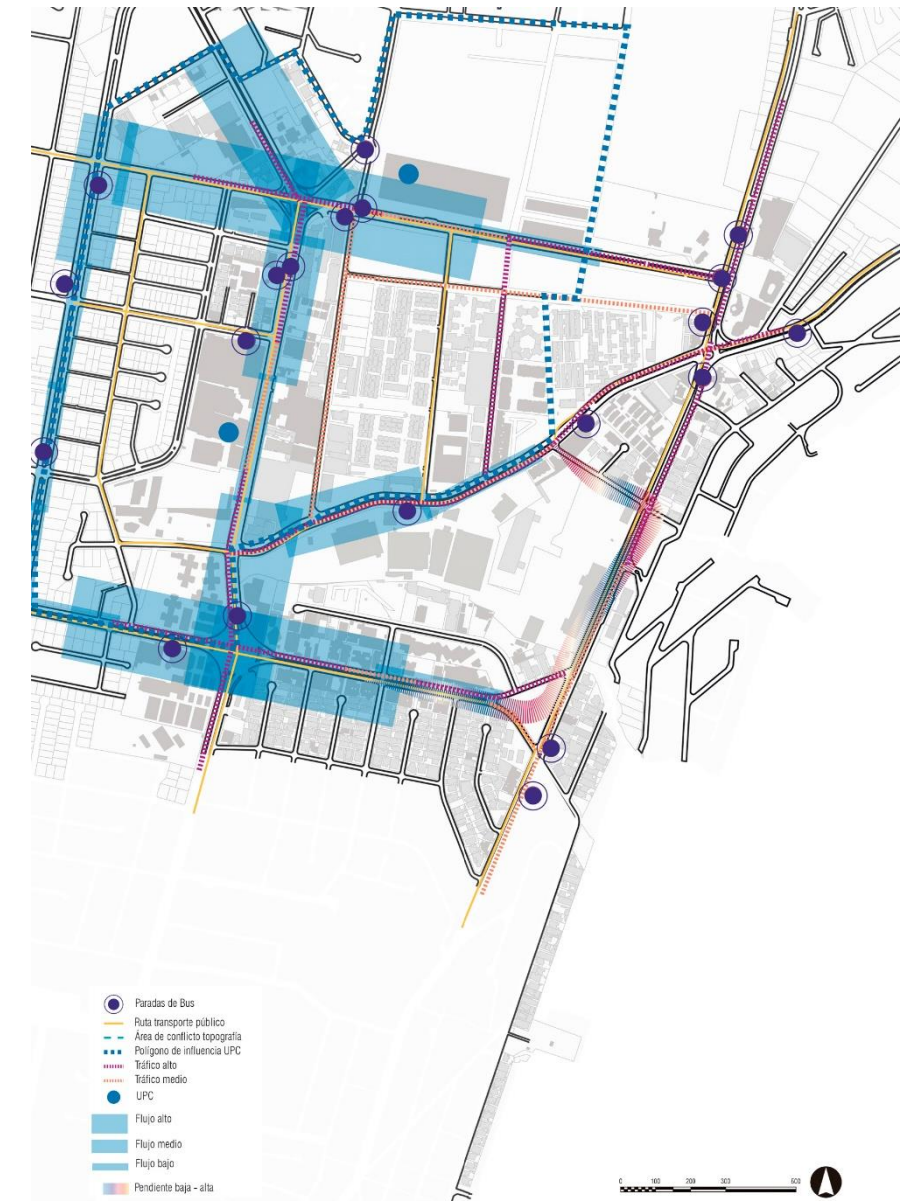 Paradas de Bus
Ruta transporte público
Área de conflicto topografía
Polígono de influencia UPC
Tráfico alto
Tráfico medio
UPC
Flujo alto
Flujo medio
Flujo bajo
Pendiente baja - alta
0 100 200 300 500